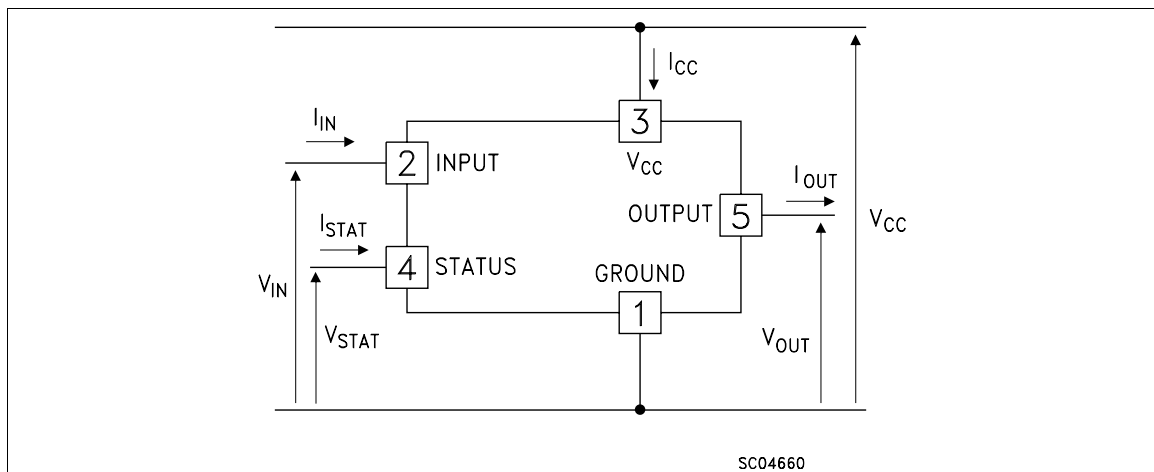 I_CC
3
V_CC
I_IN
2 INPUT
I_OUT
OUTPUT 5
V_CC
I_STAT
4 STATUS
GROUND
1
V_IN
V_STAT
V_OUT
SC04660